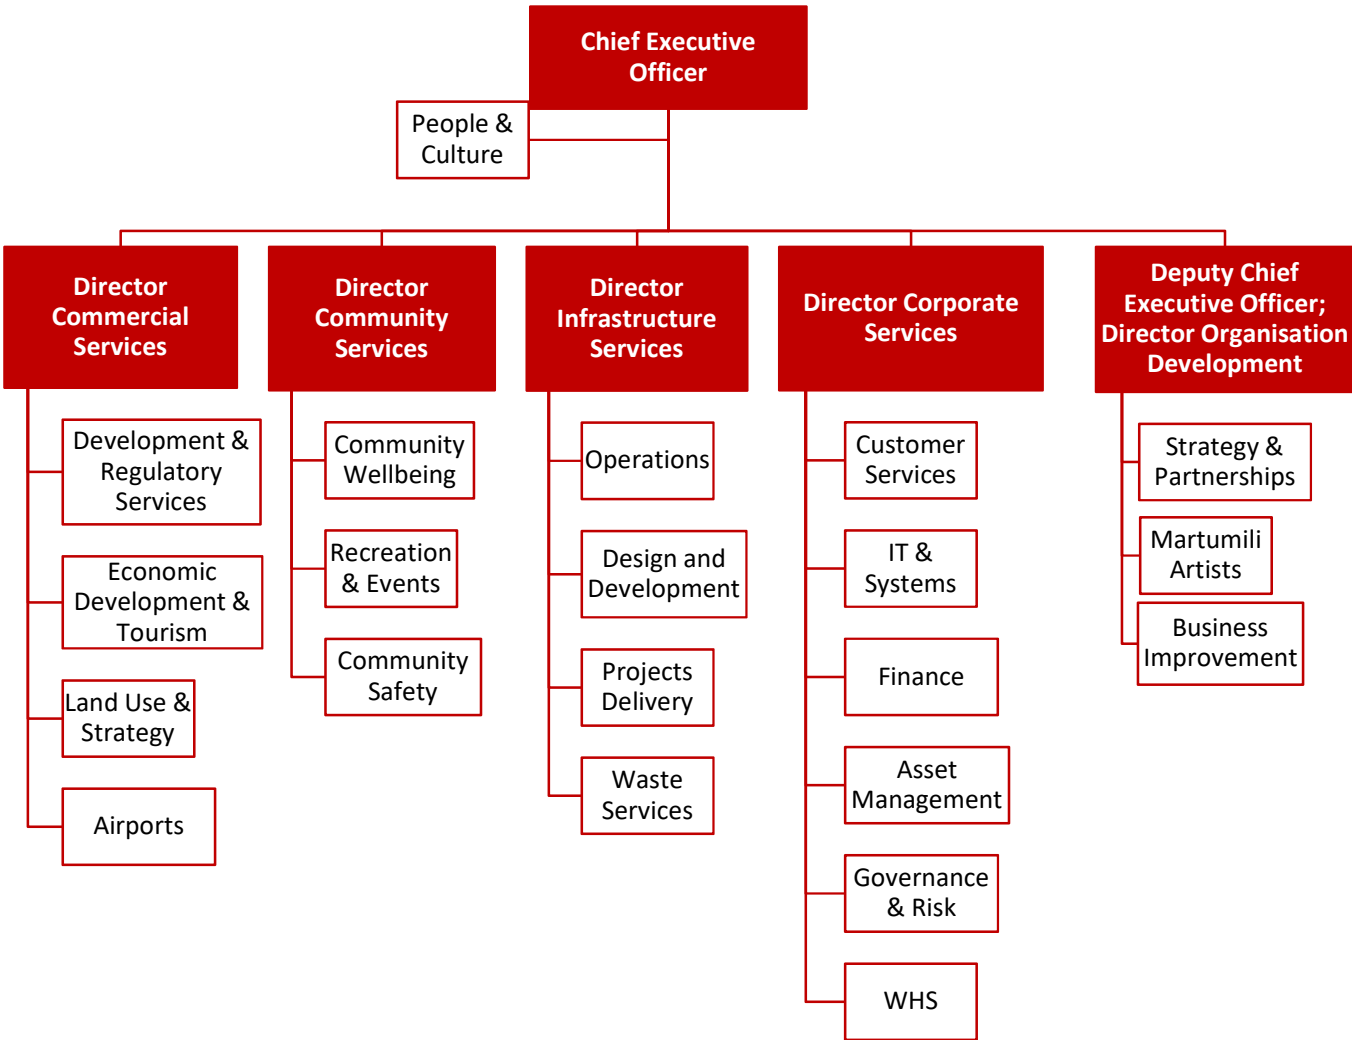 Chief Executive
Officer
People &
Culture
Director
Commercial
Services
Development &
Regulatory
Services
Economic
Development &
Tourism
Land Use &
Strategy
Airports
Director
Community
Services
Community
Wellbeing
Recreation
& Events
Community
Safety
Director
Infrastructure
Services
Operations
Design and
Development
Projects
Delivery
Waste
Services
Director Corporate
Services
Customer
Services
IT &
Systems
Finance
Asset
Management
Governance
& Risk
WHS
Deputy Chief
Executive Officer;
Director Organisation
Development
Strategy &
Partnerships
Martumili
Artists
Business
Improvement